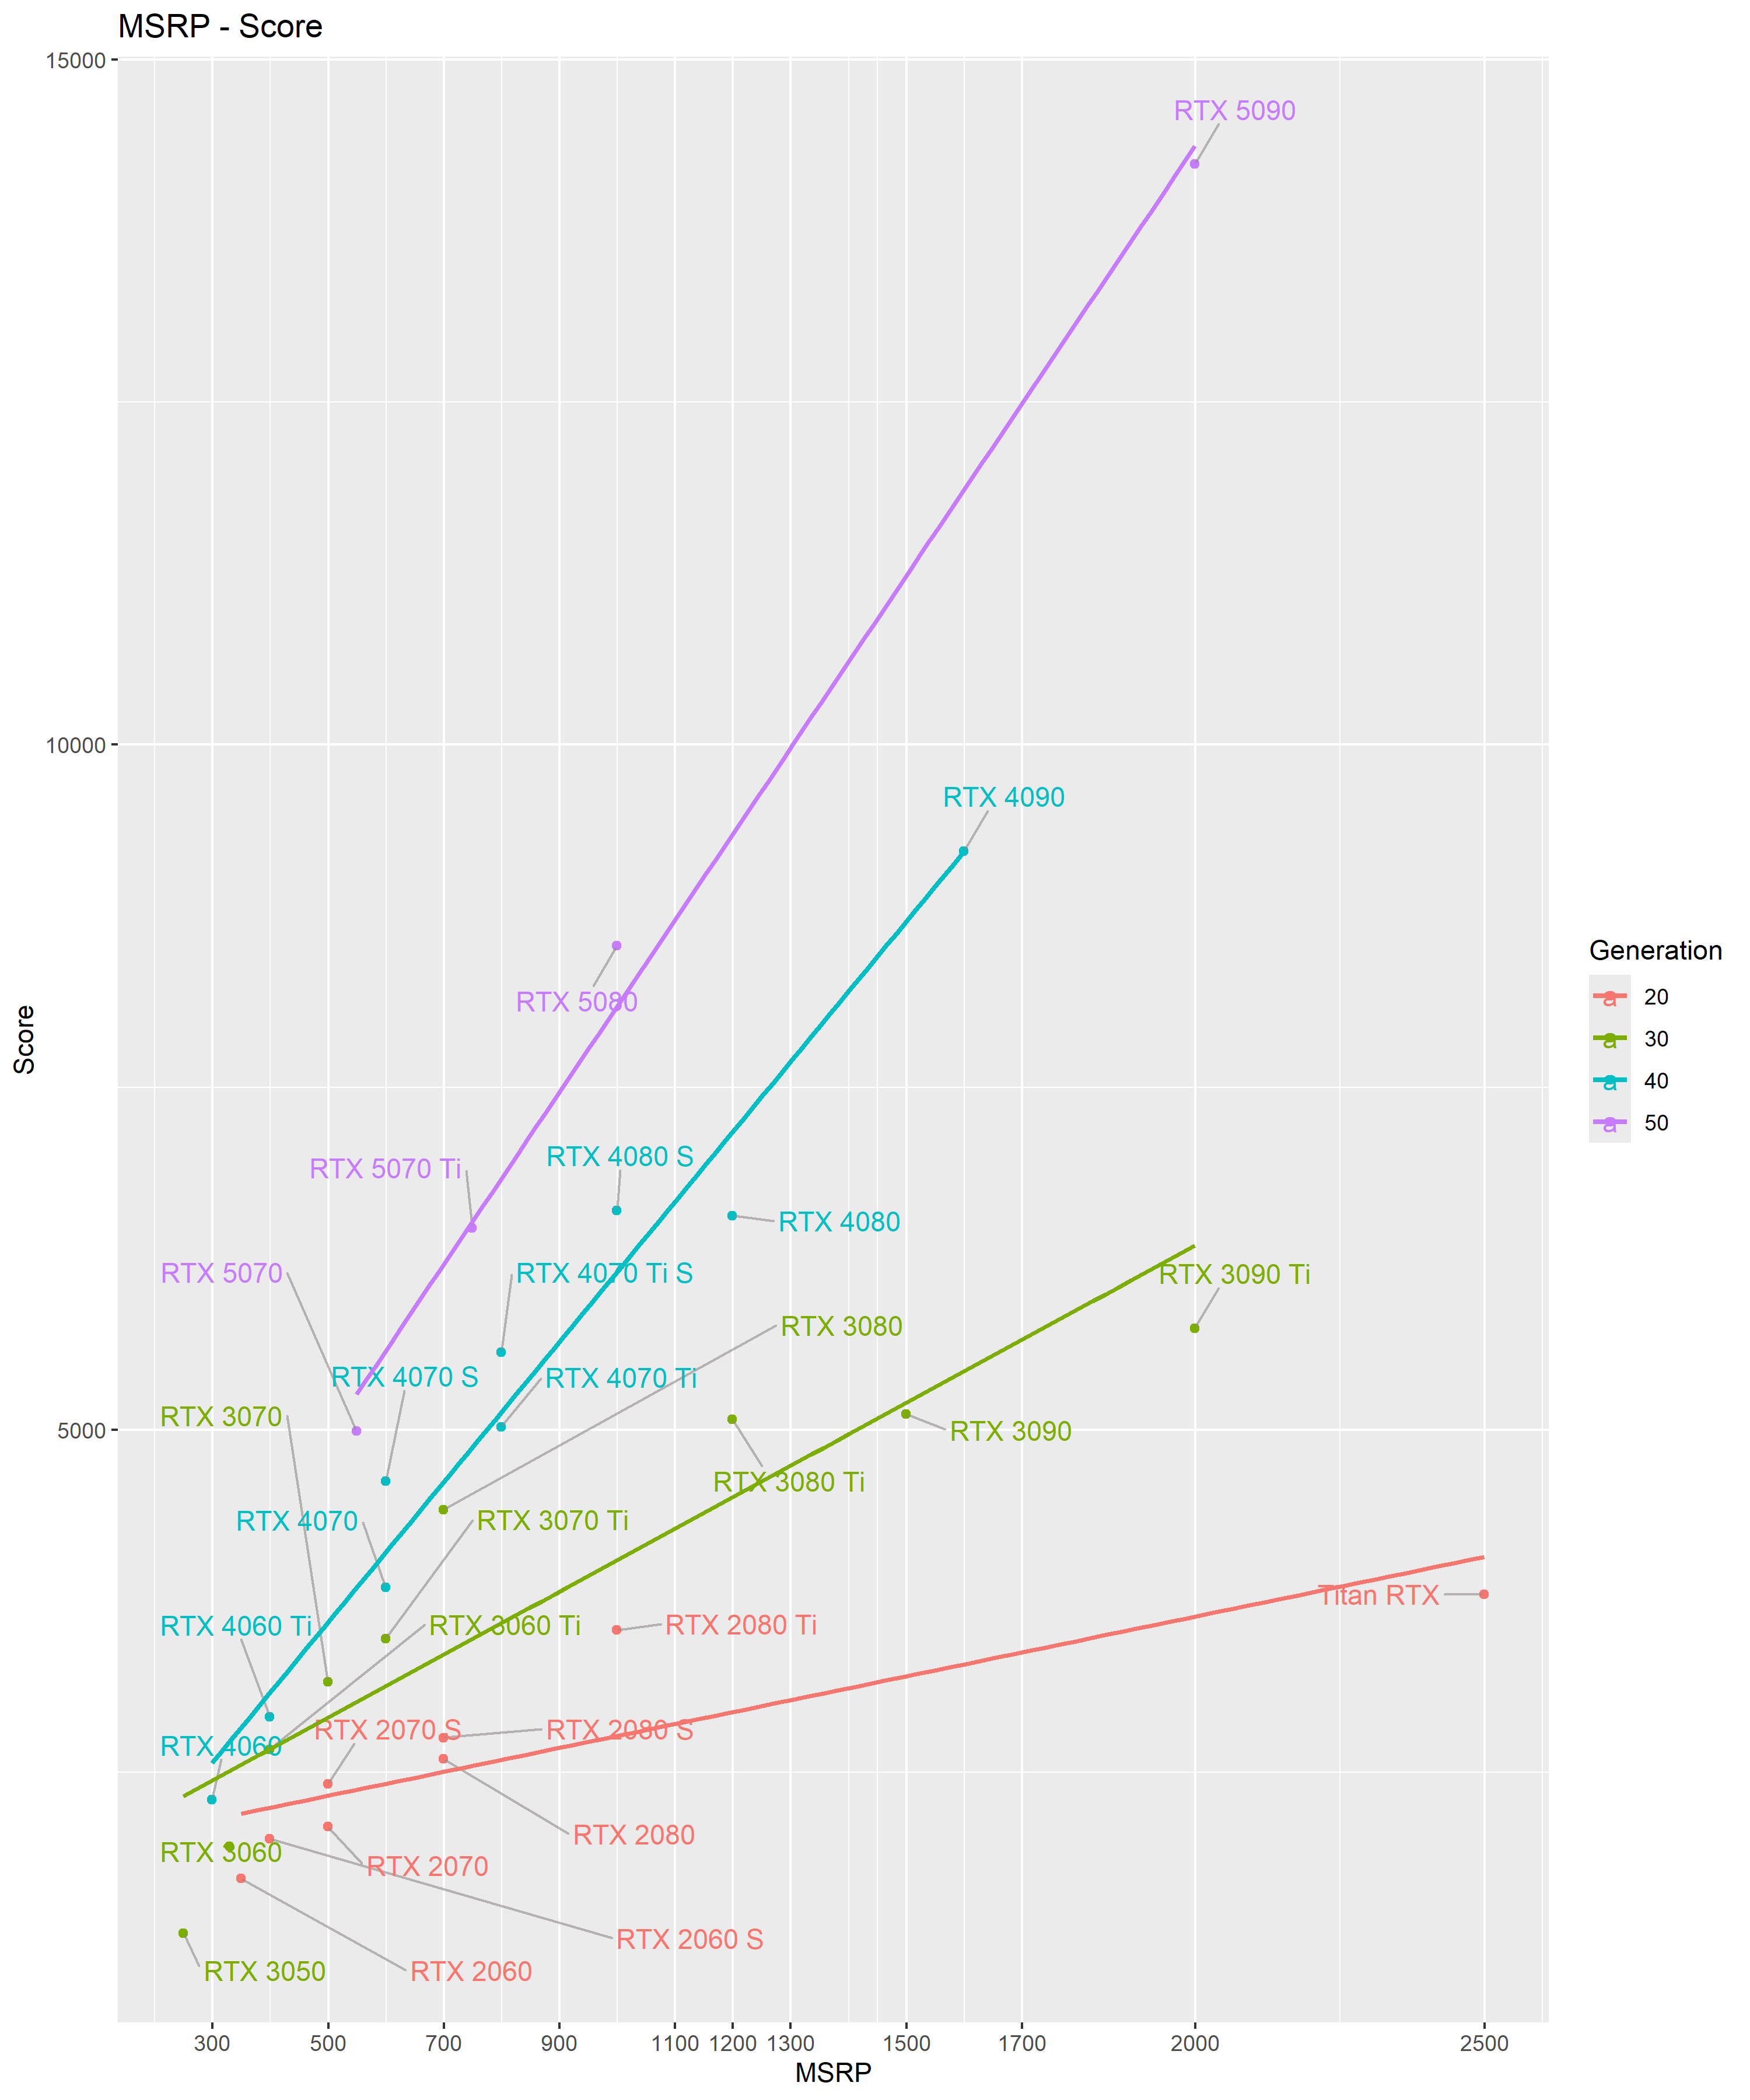 MSRP - Score
15000
RTX 5090
10000
RTX 4090
Generation
a 20
a 30
a 40
a 50
Score
RTX 5080
RTX 4080 S
RTX 5070 Ti
RTX 4080
RTX 5070
RTX 4070 Ti S
RTX 3090 Ti
RTX 3080
RTX 4070 S
RTX 4070 Ti
RTX 3070
5000
RTX 3090
RTX 3080 Ti
RTX 4070
RTX 3070 Ti
Titan RTX
RTX 4060 Ti
RTX 3060 Ti
RTX 2080 Ti
RTX 2070 S
RTX 2080 S
RTX 4060
RTX 2080
RTX 3060
RTX 2070
RTX 2060 S
RTX 3050
RTX 2060
300 500 700 900 1100 1200 1300 1500 1700 2000 2500
MSRP